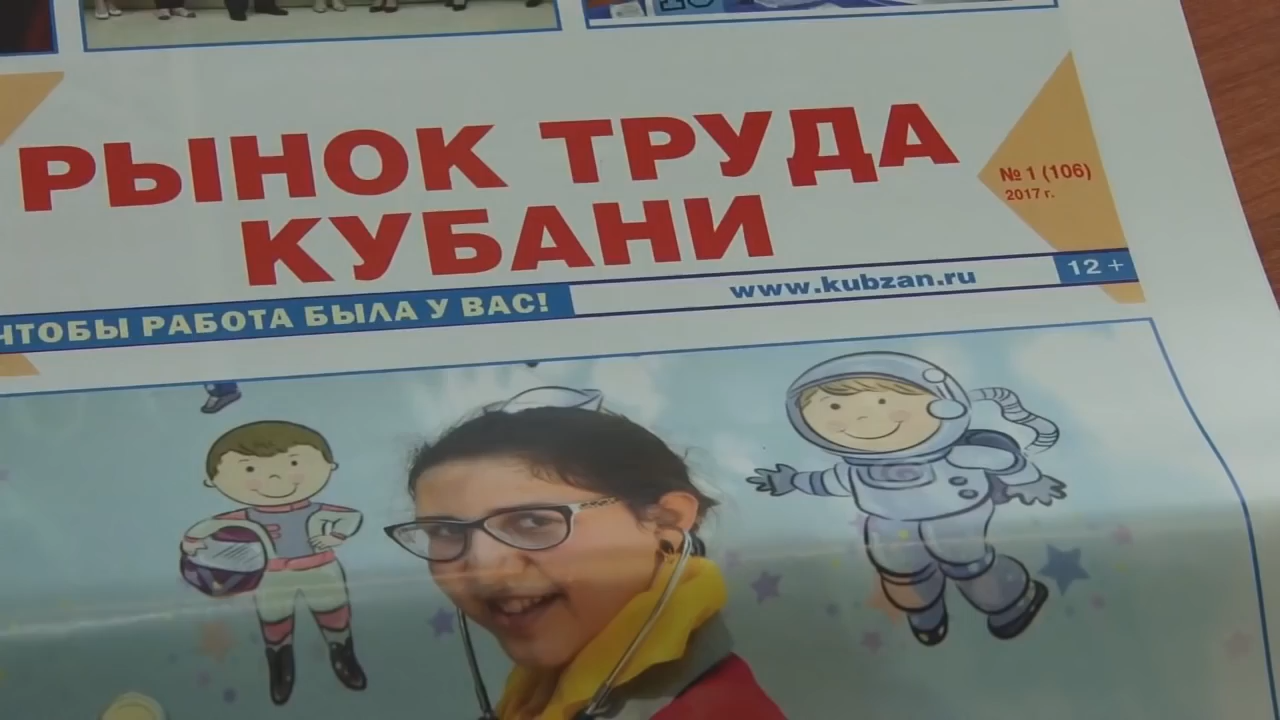 РЫНОК ТРУДА
КУБАНИ
№ 1 (106)
2017 г.
ЧТОБЫ РАБОТА БЫЛА У ВАС!
www.kubzan.ru
12 +